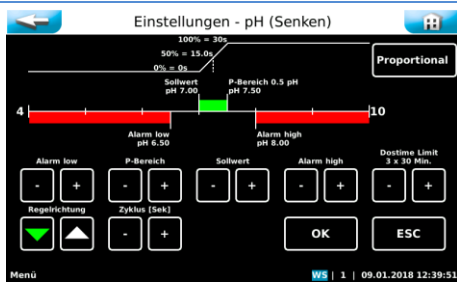 Einstellungen - pH (Senken)
100% = 30s
50% = 15.0s
0% = 0s
Proportional
Sollwert
pH 7.00
P-Bereich 0.5 pH
pH 7.50
4
10
Alarm low
pH 6.50
Alarm high
pH 8.00
Alarm low
P-Bereich
Sollwert
Alarm high
Dostime Limit
3 x 30 Min.
- + - + - + - + - +
Regelrichtung
Zyklus [Sek]
- +
OK
ESC
Menü
WS | 1 | 09.01.2018 12:39:51